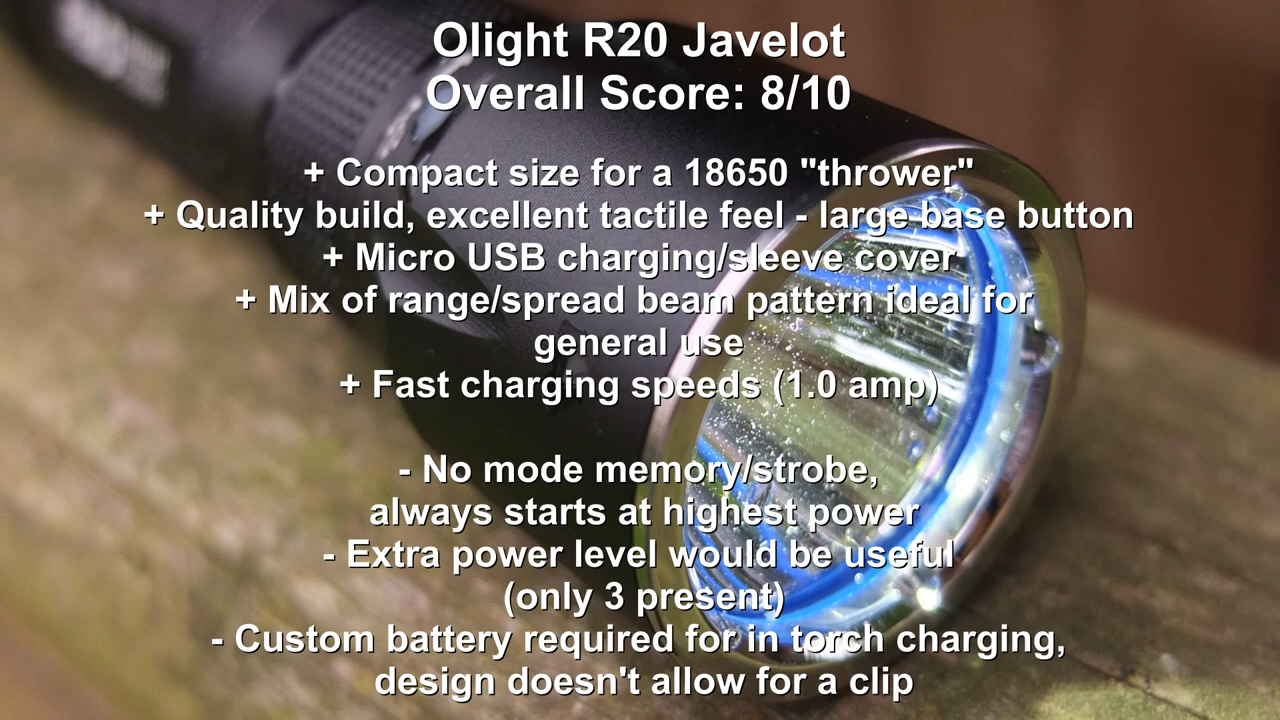 Olight R20 Javelot
Overall Score: 8/10
+ Compact size for a 18650 "thrower"
+ Quality build, excellent tactile feel - large base button
+ Micro USB charging/sleeve cover
+ Mix of range/spread beam pattern ideal for
general use
+ Fast charging speeds (1.0 amp)
- No mode memory/strobe,
always starts at highest power
- Extra power level would be useful
(only 3 present)
- Custom battery required for in torch charging,
design doesn't allow for a clip